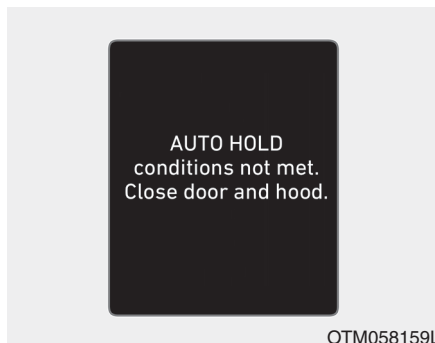 AUTO HOLD
conditions not met.
Close door and hood.
OTM058159L